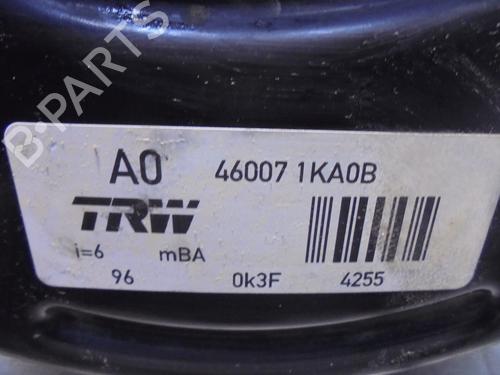 B-PARTS
A0 46007 1KA0B
TRW
i=6 mBA
96 0k3F 4255